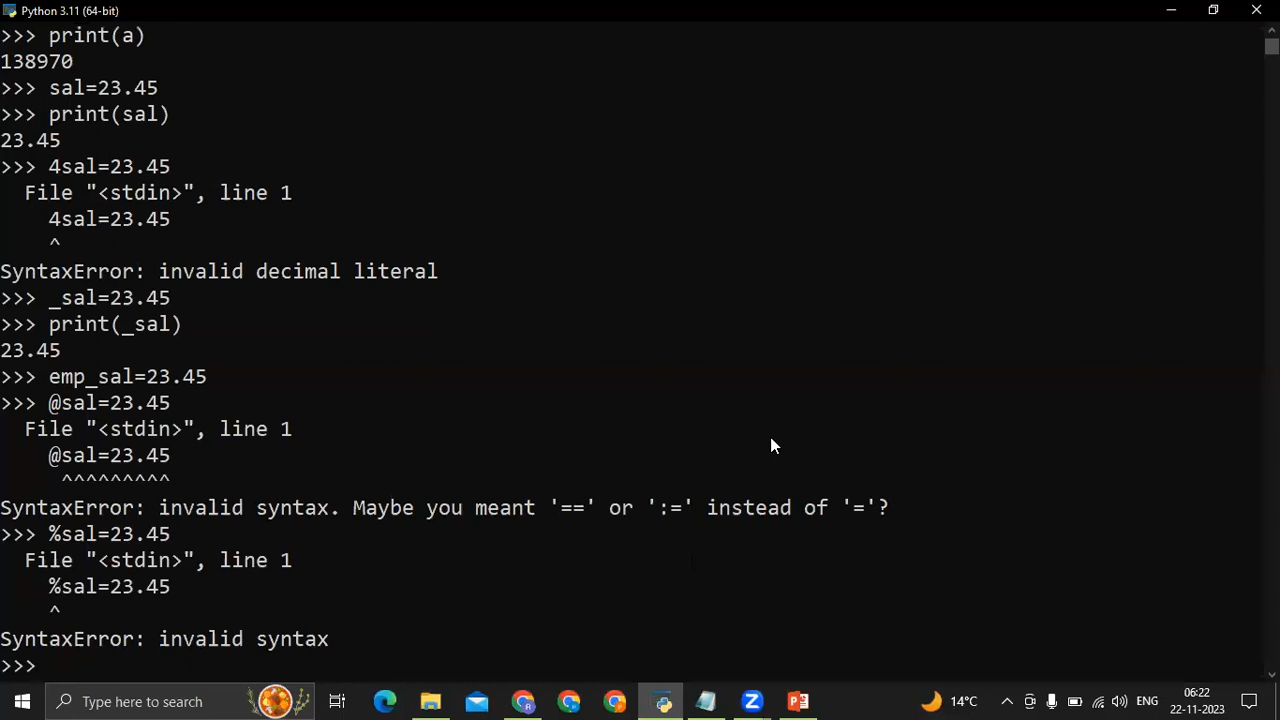 Python 3.11 (64-bit)
>>> print(a)
138970
>>> sal=23.45
>>> print(sal)
23.45
>>> 4sal=23.45
  File "<stdin>", line 1
    4sal=23.45
    ^
SyntaxError: invalid decimal literal
>>> _sal=23.45
>>> print(_sal)
23.45
>>> emp_sal=23.45
>>> @sal=23.45
  File "<stdin>", line 1
    @sal=23.45
     ^^^^^^^^^
SyntaxError: invalid syntax. Maybe you meant '==' or ':=' instead of '='?
>>> %sal=23.45
  File "<stdin>", line 1
    %sal=23.45
    ^
SyntaxError: invalid syntax
>>>
Type here to search
14°C
ENG
06:22
22-11-2023